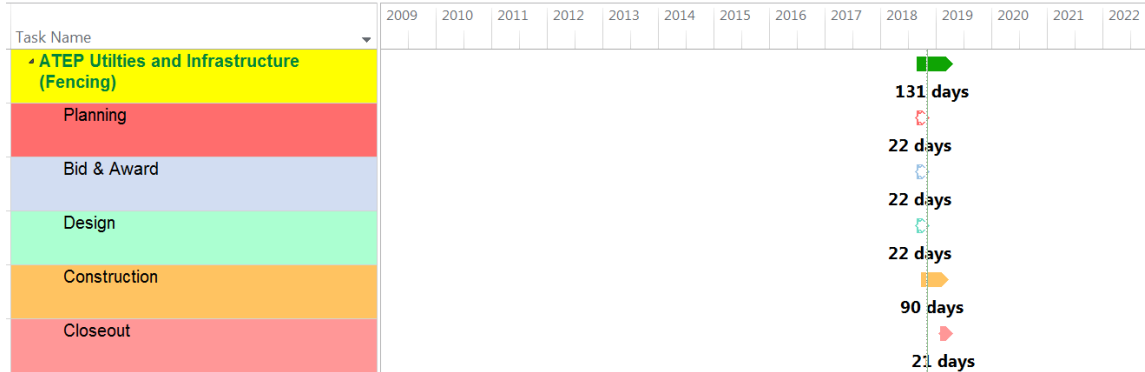 2009 2010 2011 2012 2013 2014 2015 2016 2017 2018 2019 2020 2021 2022
Task Name
ATEP Utilties and Infrastructure
(Fencing)
131 days
Planning
22 days
Bid & Award
22 days
Design
22 days
Construction
90 days
Closeout
21 days